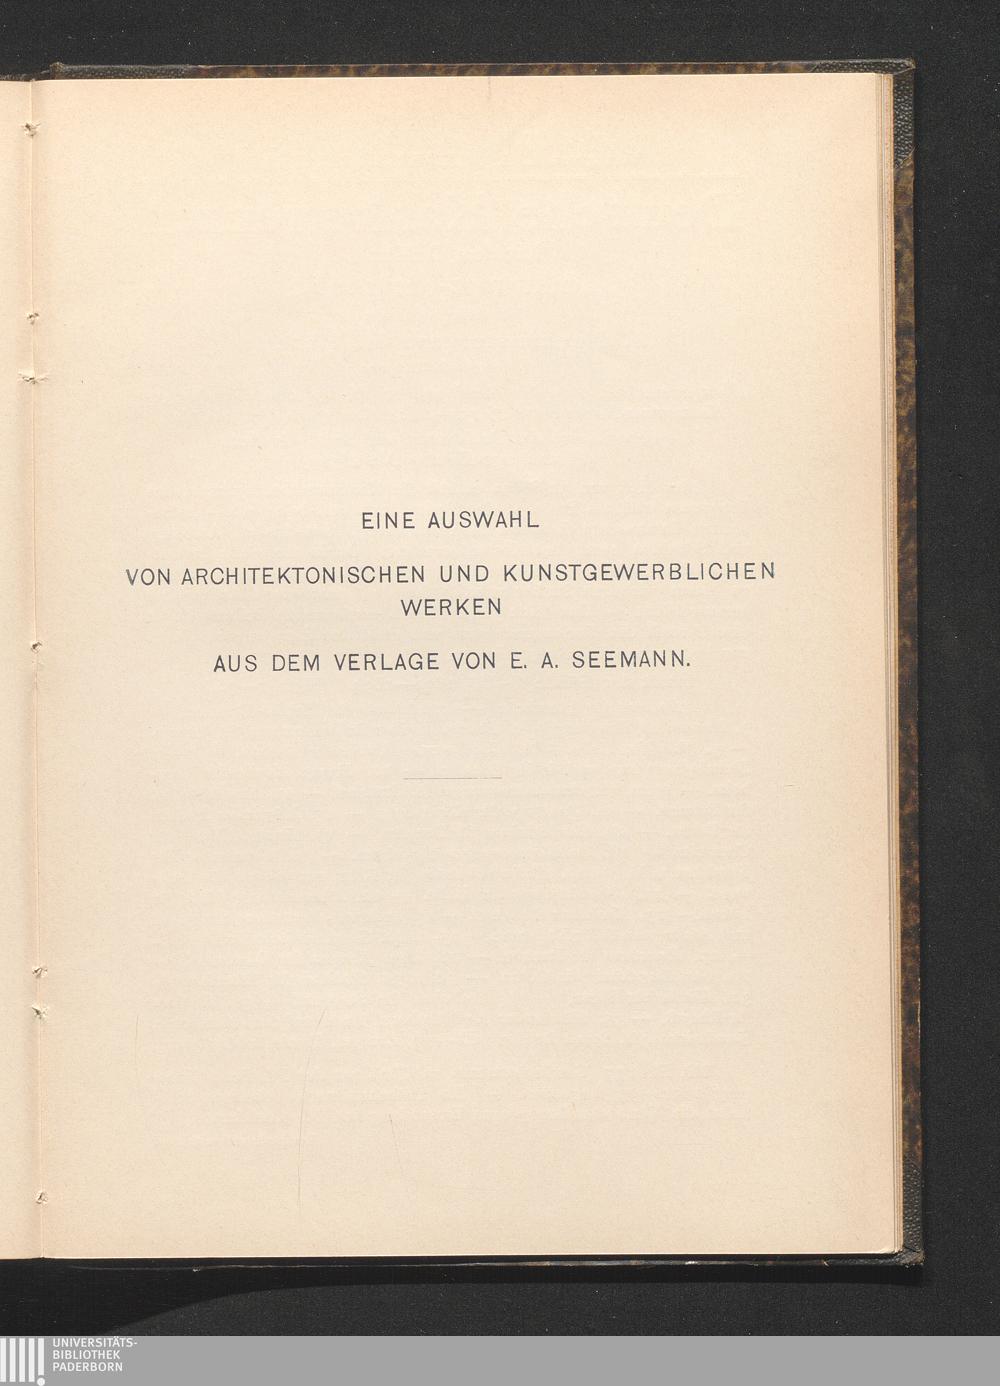 EINE AUSWAHL
VON ARCHITEKTONISCHEN UND KUNSTGEWERBLICHEN
WERKEN
AUS DEM VERLAGE VON E. A. SEEMANN.
UNIVERSITÄTS-
BIBLIOTHEK
PADERBORN